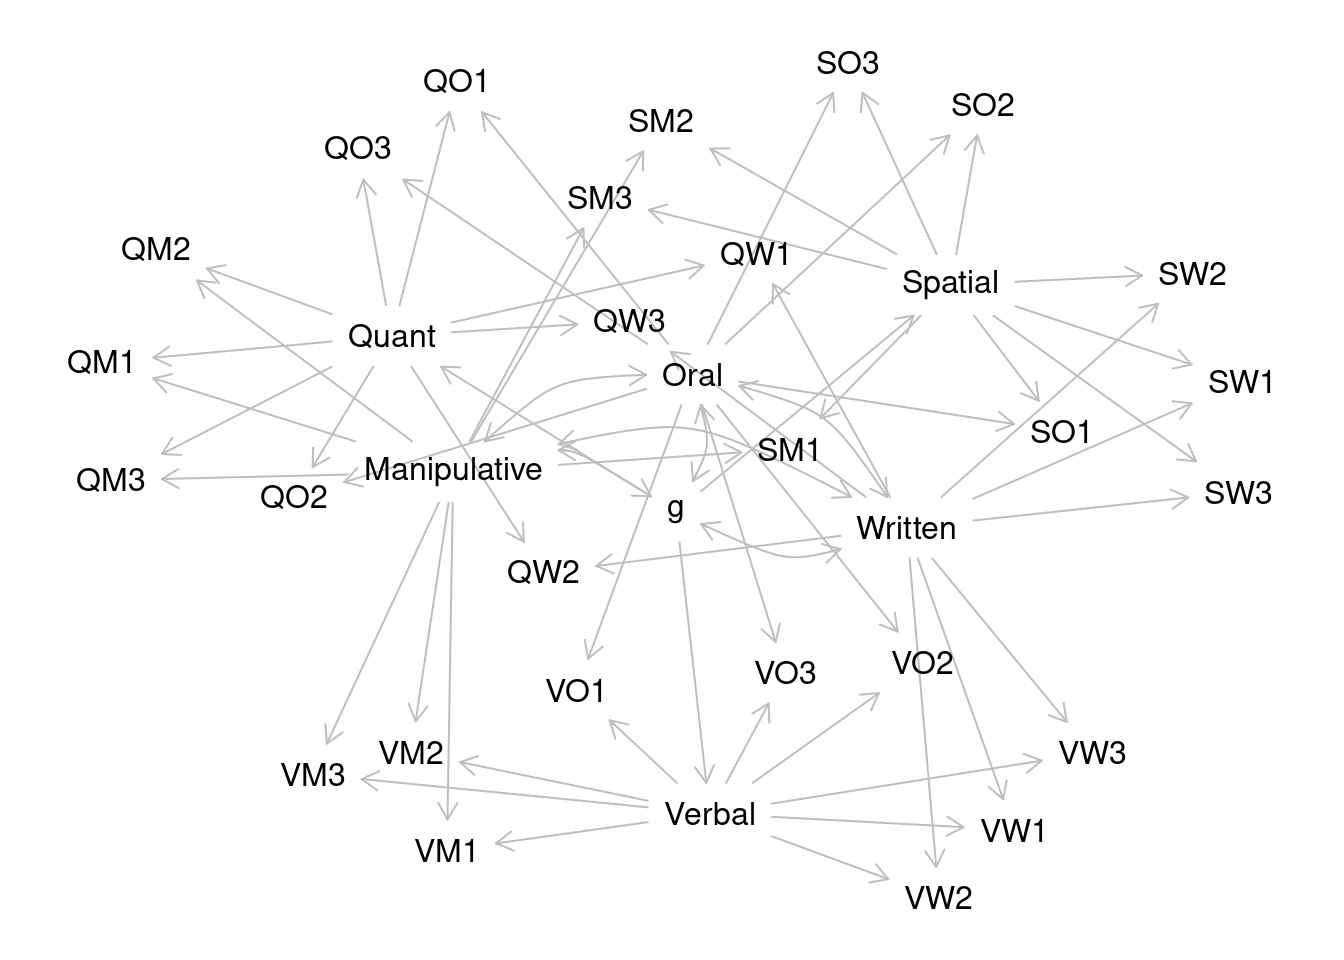 SO3
QO1
SO2
SM2
QO3
SM3
QM2
QW1
SW2
Spatial
QW3
Quant
QM1
Oral
SW1
SO1
SM1
Manipulative
QM3
SW3
QO2
g
Written
QW2
VO2
VO3
VO1
VM2
VW3
VM3
Verbal
VW1
VM1
VW2